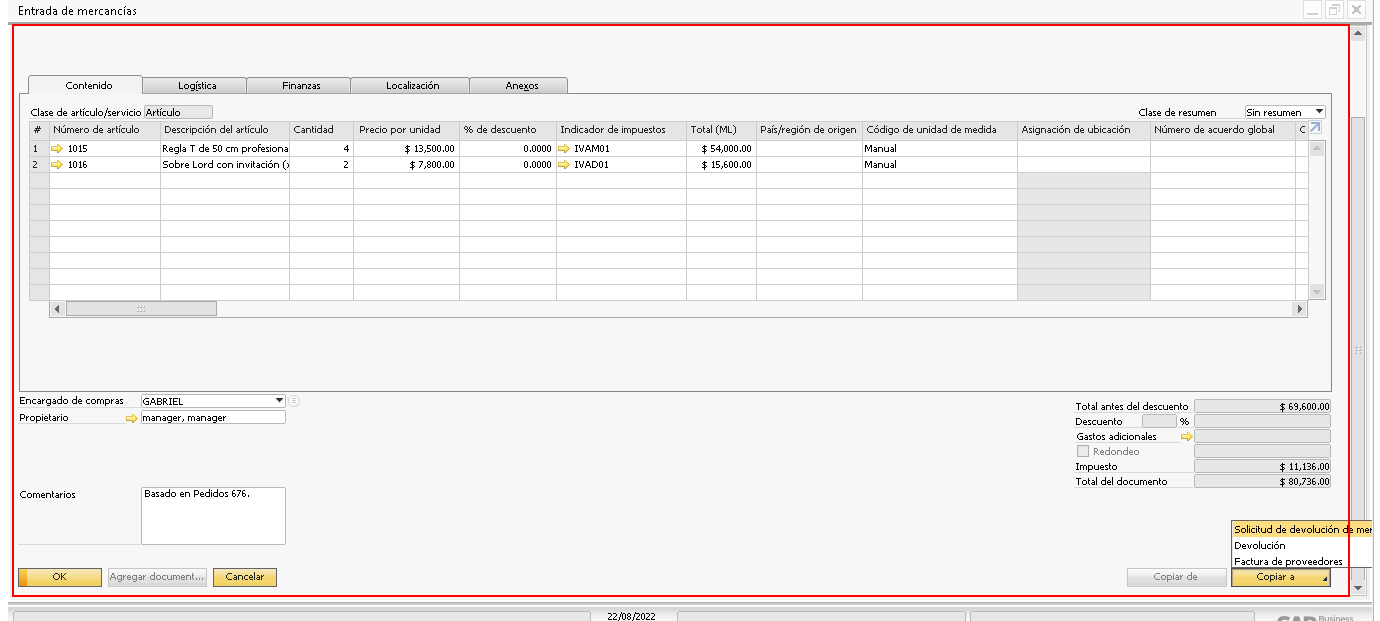 Entrada de mercancías
Contenido Logística Finanzas Localización Anexos
Clase de artículo/servicio Artículo Clase de resumen Sin resumen
# Número de artículo Descripción del artículo Cantidad Precio por unidad % de descuento Indicador de impuestos Total (ML) País/región de origen Código de unidad de medida Asignación de ubicación Número de acuerdo global C
1 1015 Regla T de 50 cm profesiona 4 $ 13,500.00 0.0000 IVAM01 $ 54,000.00 Manual
2 1016 Sobre Lord con invitación (x 2 $ 7,800.00 0.0000 IVAD01 $ 15,600.00 Manual
Encargado de compras GABRIEL
Propietario manager, manager
Total antes del descuento $ 69,600.00
Descuento %
Gastos adicionales
Redondeo
Impuesto $ 11,136.00
Total del documento $ 80,736.00
Comentarios Basado en Pedidos 676.
Solicitud de devolución de mer
Devolución
Factura de proveedores
OK Agregar document... Cancelar Copiar de Copiar a
22/08/2022
SAP Business